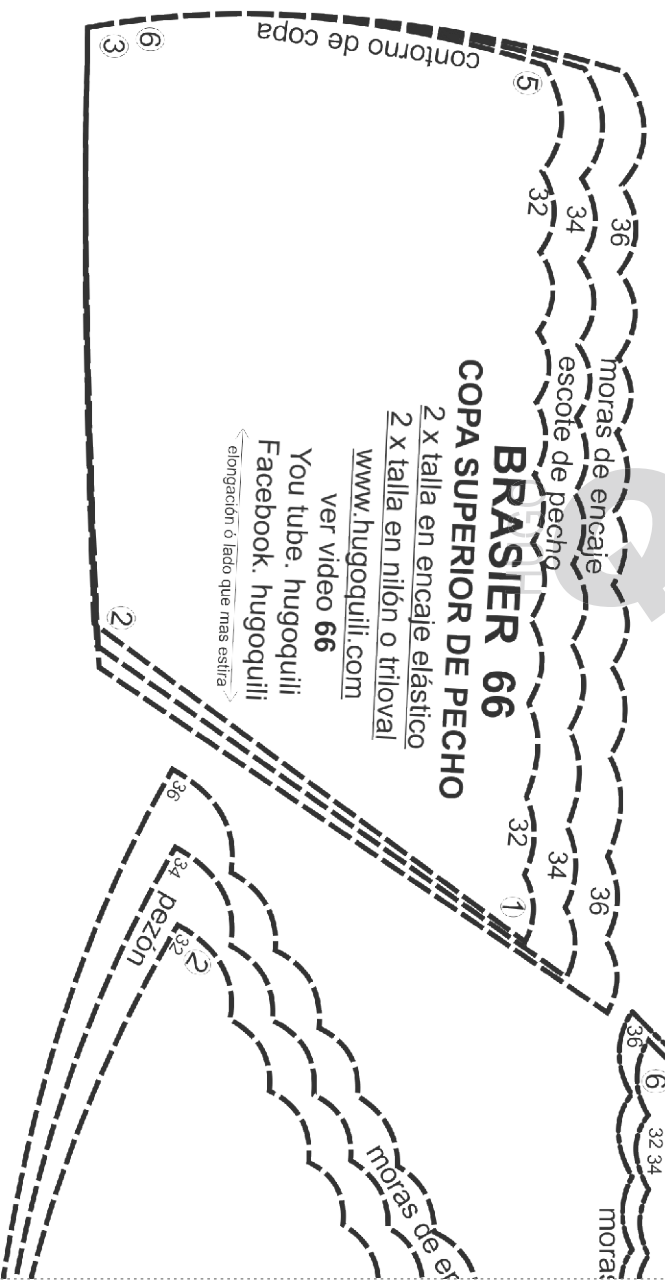 contorno de copa
6
3
5
32
34
36
moras de encaje
escote de pecho
BRASIER 66
COPA SUPERIOR DE PECHO
2 x talla en encaje elástico
2 x talla en nilón o triloval
www.hugoquili.com
ver video 66
You tube. hugoquili
Facebook. hugoquili
elongación ó lado que mas estira
2
32
34
36
1
36
34
32
2
pezón
moras de en
36
6
32 34
moras